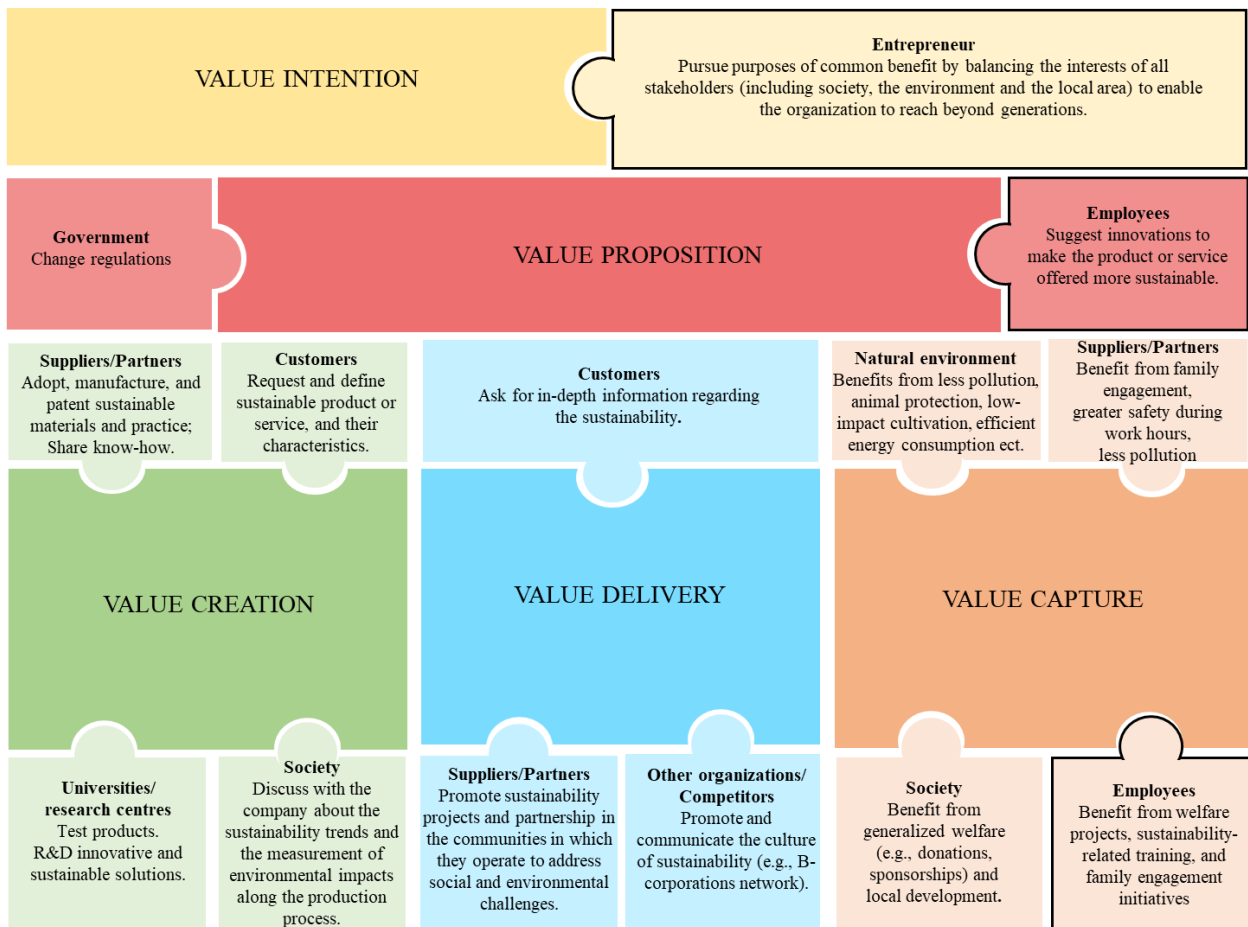 VALUE INTENTION
Entrepreneur
Pursue purposes of common benefit by balancing the interests of all
stakeholders (including society, the environment and the local area) to enable
the organization to reach beyond generations.
Government
Change regulations
VALUE PROPOSITION
Employees
Suggest innovations to
make the product or service
offered more sustainable.
Suppliers/Partners
Adopt, manufacture, and
patent sustainable
materials and practice;
Share know-how.
Customers
Request and define
sustainable product or
service, and their
characteristics.
Customers
Ask for in-depth information regarding
the sustainability.
Natural environment
Benefits from less pollution,
animal protection, low-
impact cultivation, efficient
energy consumption ect.
Suppliers/Partners
Benefit from family
engagement,
greater safety during
work hours,
less pollution
VALUE CREATION
VALUE DELIVERY
VALUE CAPTURE
Universities/
research centres
Test products.
R&D innovative and
sustainable solutions.
Society
Discuss with the
company about the
sustainability trends and
the measurement of
environmental impacts
along the production
process.
Suppliers/Partners
Promote sustainability
projects and partnership in
the communities in which
they operate to address
social and environmental
challenges.
Other organizations/
Competitors
Promote and
communicate the culture
of sustainability (e.g., B-
corporations network).
Society
Benefit from
generalized welfare
(e.g., donations,
sponsorships) and
local development.
Employees
Benefit from welfare
projects, sustainability-
related training, and
family engagement
initiatives